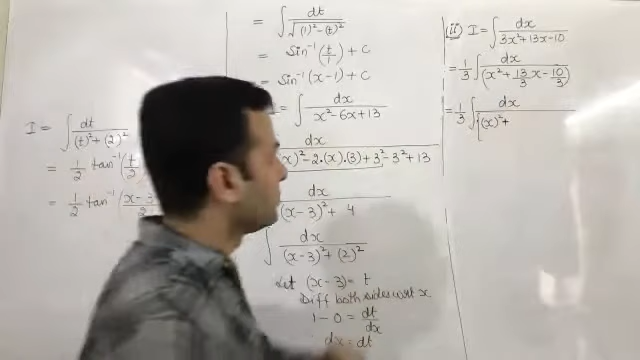 I = ∫ dt / (t)² + (2)²
= 1/2 tan⁻¹ (t/2
= 1/2 tan⁻¹ (x-3/2
= ∫ dt / √(1)² - (t)²
= Sin⁻¹ (t/1) + C
= Sin⁻¹ (x-1) + C
= ∫ dx / x² - 6x + 13
dx / x)² - 2.(x).(3) + 3² - 3² + 13
dx / (x-3)² + 4
∫ dx / (x-3)² + (2)²
Let (x-3) = t
Diff both sides w.r.t x
1 - 0 = dt/dx
dx = dt
(ii) I = ∫ dx / 3x² + 13x - 10
= 1/3 ∫ dx / (x² + 13/3 x - 10/3)
= 1/3 ∫ dx / [(x)² +